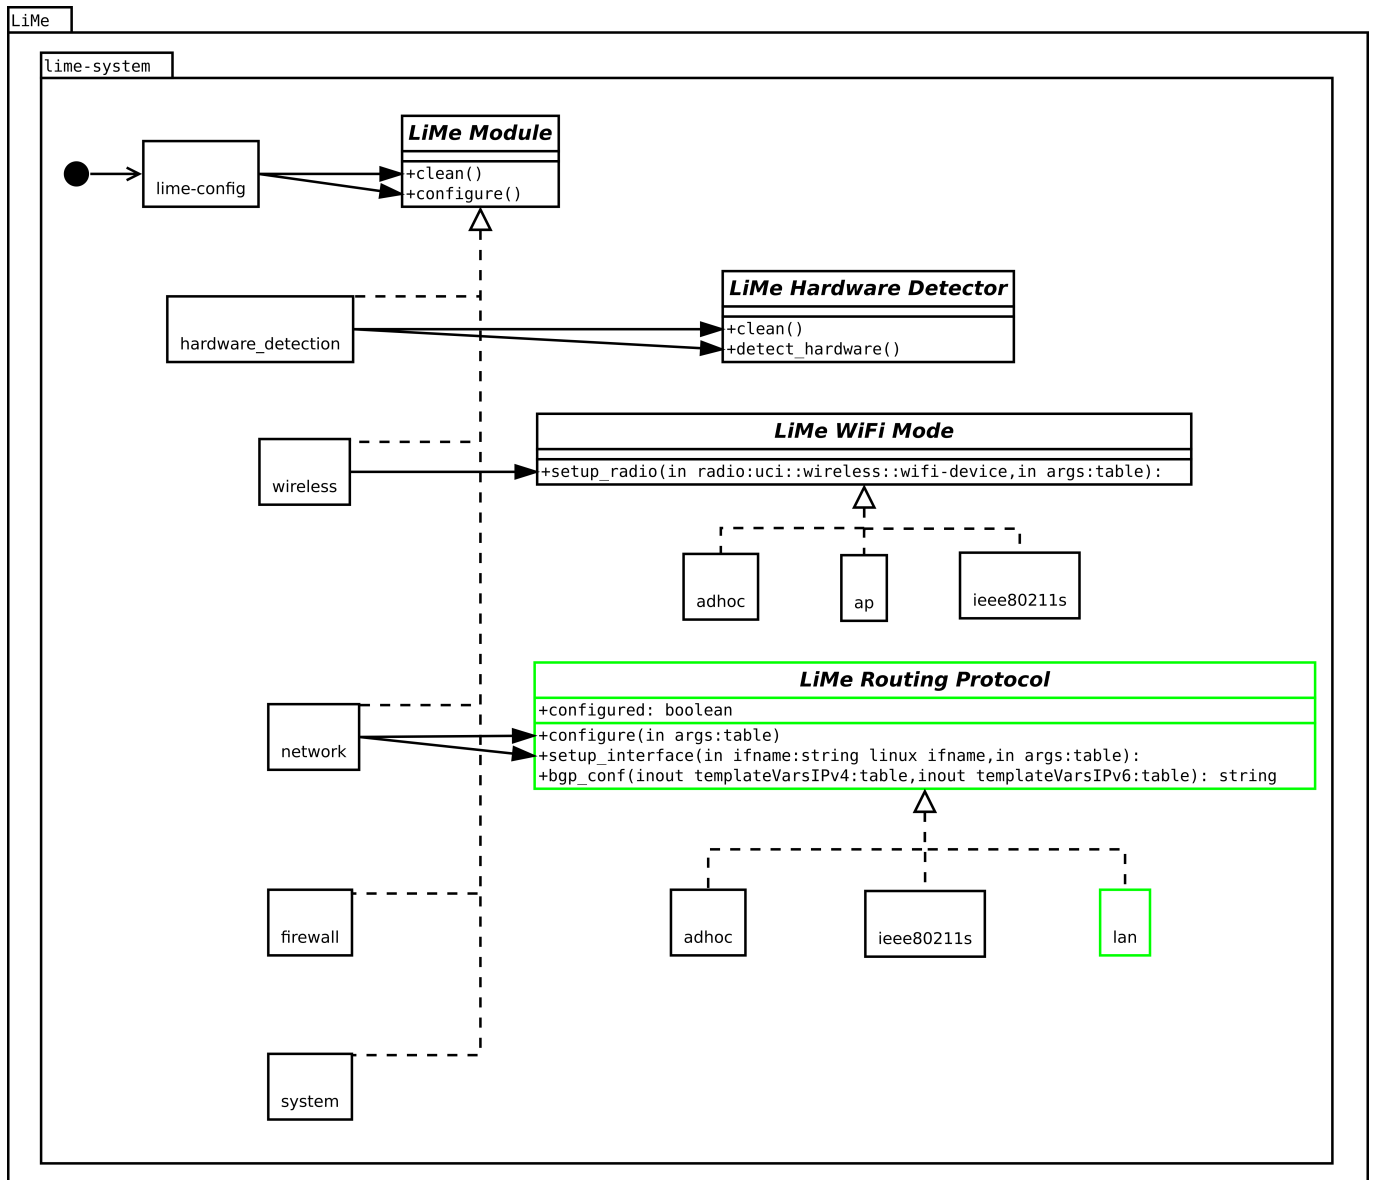 LiMe
lime-system
LiMe Module
lime-config
+clean()
+configure()
LiMe Hardware Detector
hardware_detection
+clean()
+detect_hardware()
LiMe WiFi Mode
wireless
+setup_radio(in radio:uci::wireless::wifi-device,in args:table):
adhoc
ap
ieee80211s
LiMe Routing Protocol
+configured: boolean
network
+configure(in args:table)
+setup_interface(in ifname:string linux ifname,in args:table):
+bgp_conf(inout templateVarsIPv4:table,inout templateVarsIPv6:table): string
firewall
adhoc
ieee80211s
lan
system